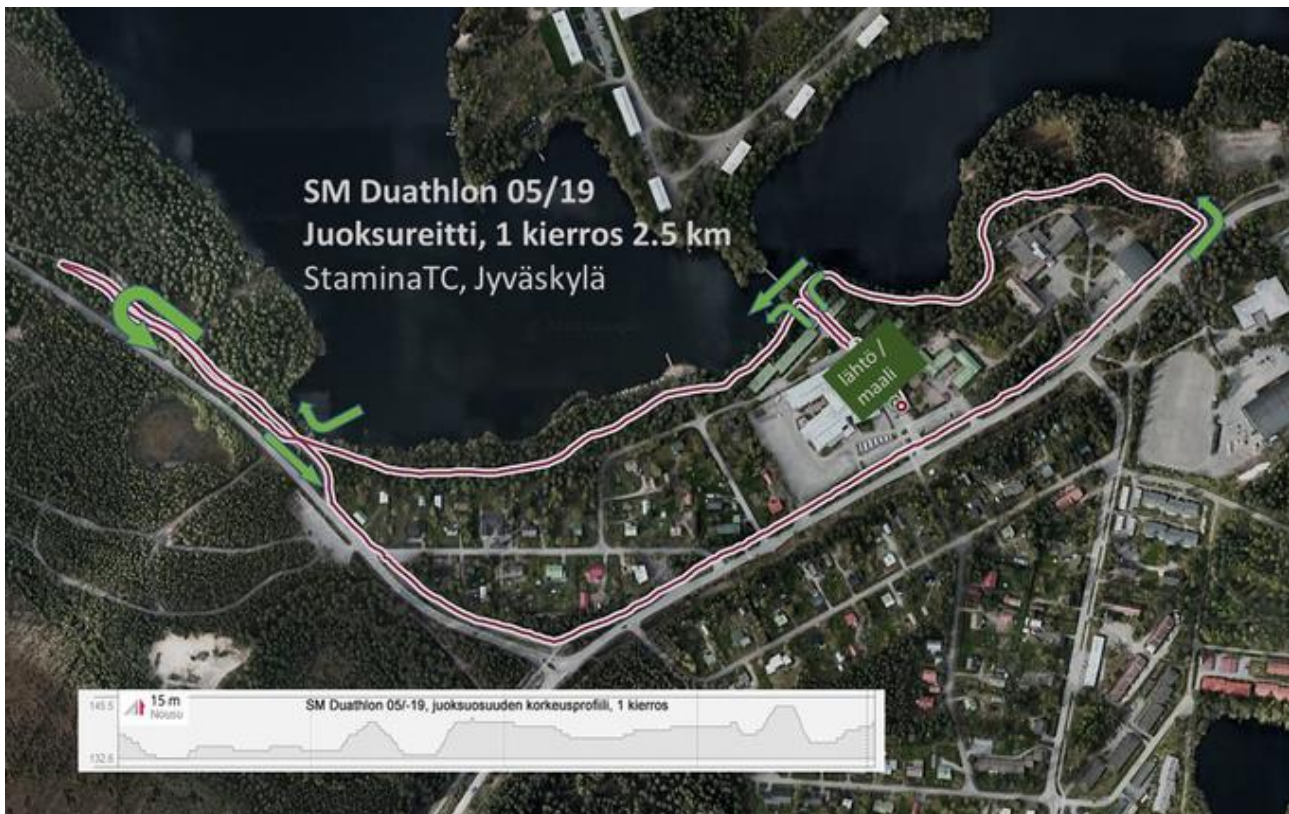 SM Duathlon 05/19
Juoksureitti, 1 kierros 2.5 km
StaminaTC, Jyväskylä
lähtö /
maali
145.5
15 m
Nousu
SM Duathlon 05/-19, juoksuosuuden korkeusprofiili, 1 kierros
132.6